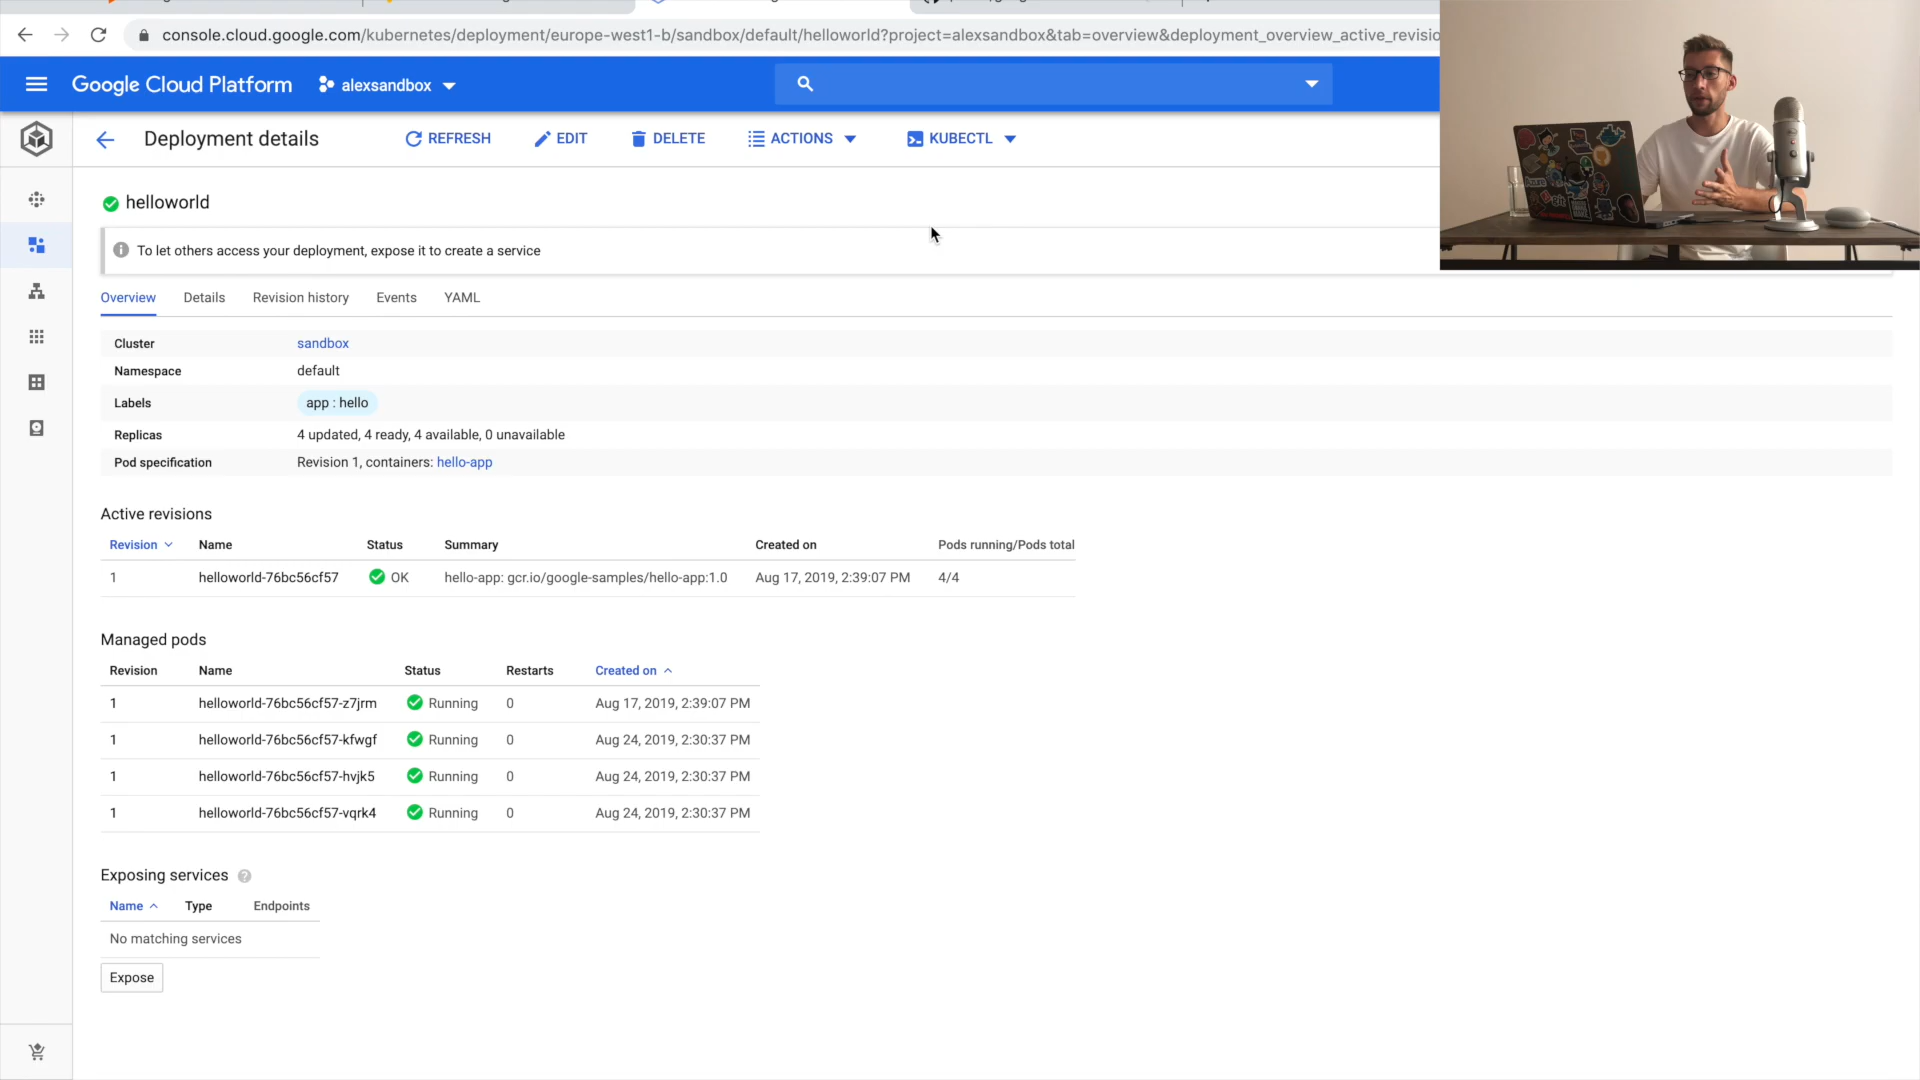 console.cloud.google.com/kubernetes/deployment/europe-west1-b/sandbox/default/helloworld?project=alexsandbox&tab=overview&deployment_overview_active_revisio
Google Cloud Platform
alexsandbox
Deployment details
REFRESH
EDIT
DELETE
ACTIONS
KUBECTL
helloworld
To let others access your deployment, expose it to create a service
Overview Details Revision history Events YAML
Cluster sandbox
Namespace default
Labels app : hello
Replicas 4 updated, 4 ready, 4 available, 0 unavailable
Pod specification Revision 1, containers: hello-app
Active revisions
Revision Name Status Summary Created on Pods running/Pods total
1 helloworld-76bc56cf57 OK hello-app: gcr.io/google-samples/hello-app:1.0 Aug 17, 2019, 2:39:07 PM 4/4
Managed pods
Revision Name Status Restarts Created on
1 helloworld-76bc56cf57-z7jrm Running 0 Aug 17, 2019, 2:39:07 PM
1 helloworld-76bc56cf57-kfwgf Running 0 Aug 24, 2019, 2:30:37 PM
1 helloworld-76bc56cf57-hvjk5 Running 0 Aug 24, 2019, 2:30:37 PM
1 helloworld-76bc56cf57-vqrk4 Running 0 Aug 24, 2019, 2:30:37 PM
Exposing services
Name Type Endpoints
No matching services
Expose